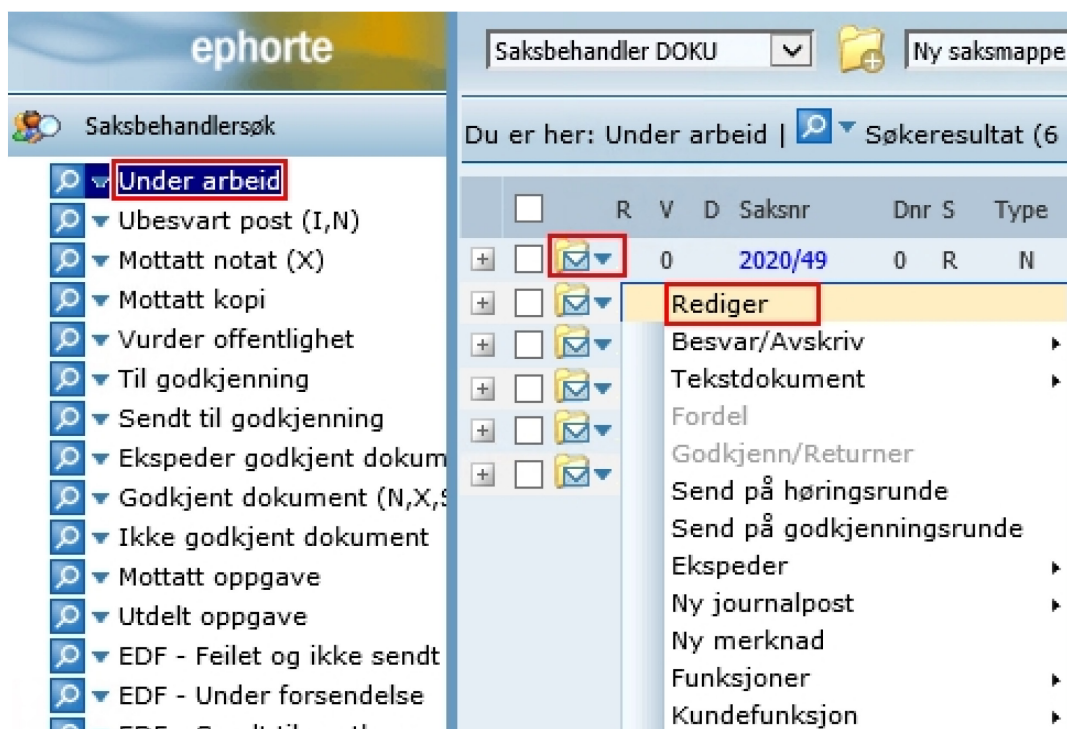 ephorte
Saksbehandlersøk
Under arbeid
Ubesvart post (I,N)
Mottatt notat (X)
Mottatt kopi
Vurder offentlighet
Til godkjenning
Sendt til godkjenning
Ekspeder godkjent dokum
Godkjent dokument (N,X,S
Ikke godkjent dokument
Mottatt oppgave
Utdelt oppgave
EDF - Feilet og ikke sendt
EDF - Under forsendelse
Saksbehandler DOKU Ny saksmappe
Du er her: Under arbeid | Søkeresultat (6
R V D Saksnr Dnr S Type
0 2020/49 0 R N
Rediger
Besvar/Avskriv
Tekstdokument
Fordel
Godkjenn/Returner
Send på høringsrunde
Send på godkjenningsrunde
Ekspeder
Ny journalpost
Ny merknad
Funksjoner
Kundefunksjon